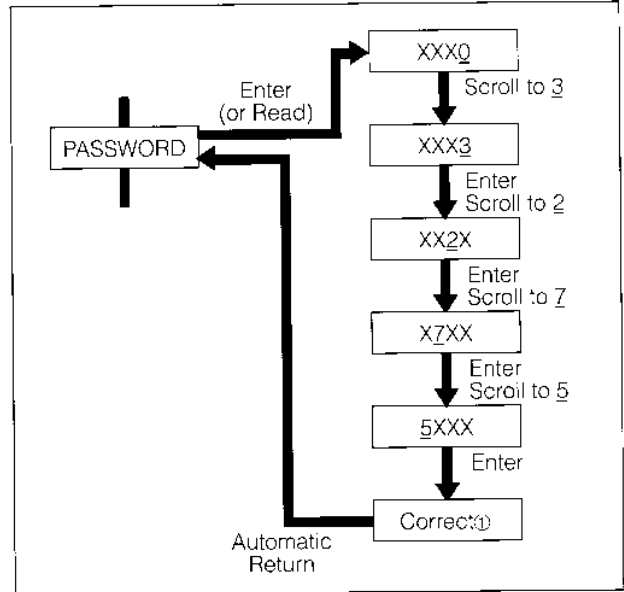 XXX0
Scroll to 3
Enter
(or Read)
PASSWORD
XXX3
Enter
Scroll to 2
XX2X
Enter
Scroll to 7
X7XX
Enter
Scroll to 5
5XXX
Enter
Correct①
Automatic
Return